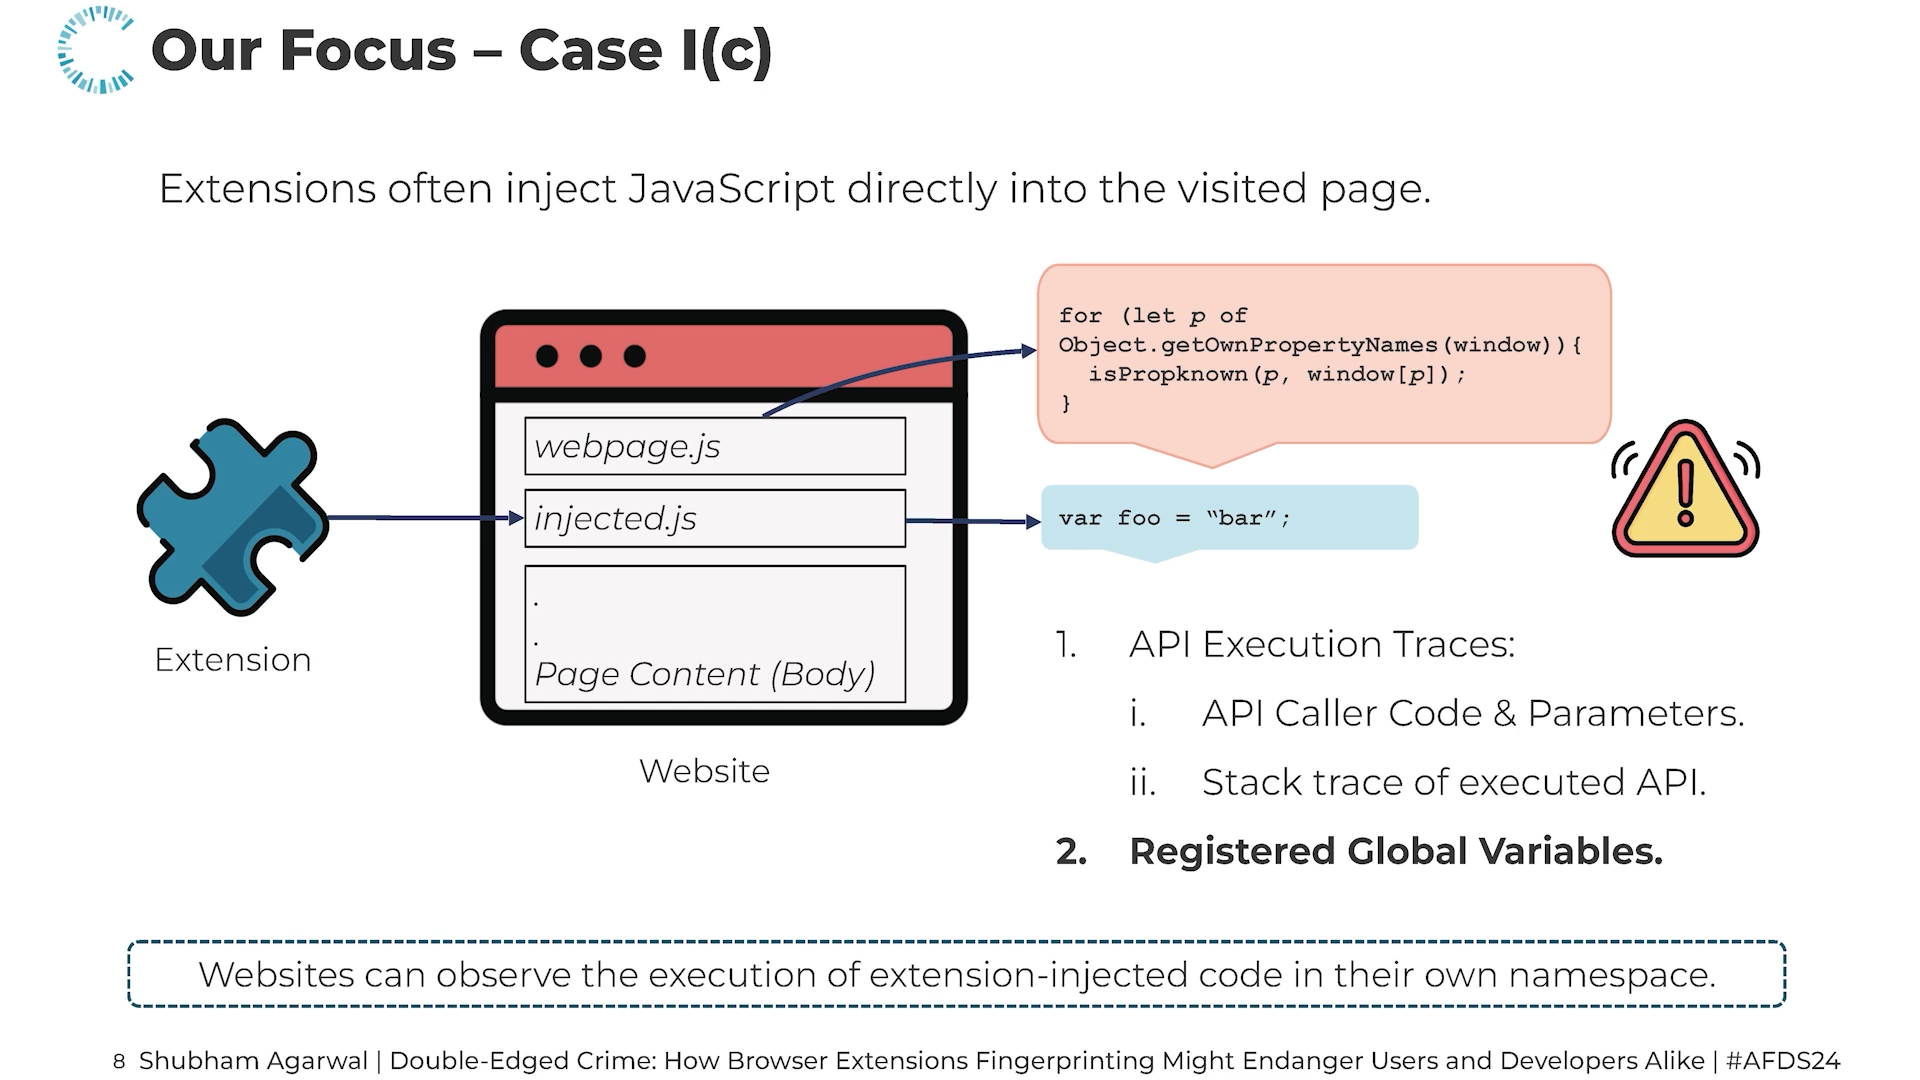 Our Focus – Case I(c)
Extensions often inject JavaScript directly into the visited page.
for (let p of
Object.getOwnPropertyNames(window)){
isPropknown(p, window[p]);
}
webpage.js
injected.js
var foo = “bar”;
.
.
Page Content (Body)
Extension
Website
1. API Execution Traces:
i. API Caller Code & Parameters.
ii. Stack trace of executed API.
2. Registered Global Variables.
Websites can observe the execution of extension-injected code in their own namespace.
8 Shubham Agarwal | Double-Edged Crime: How Browser Extensions Fingerprinting Might Endanger Users and Developers Alike | #AFDS24